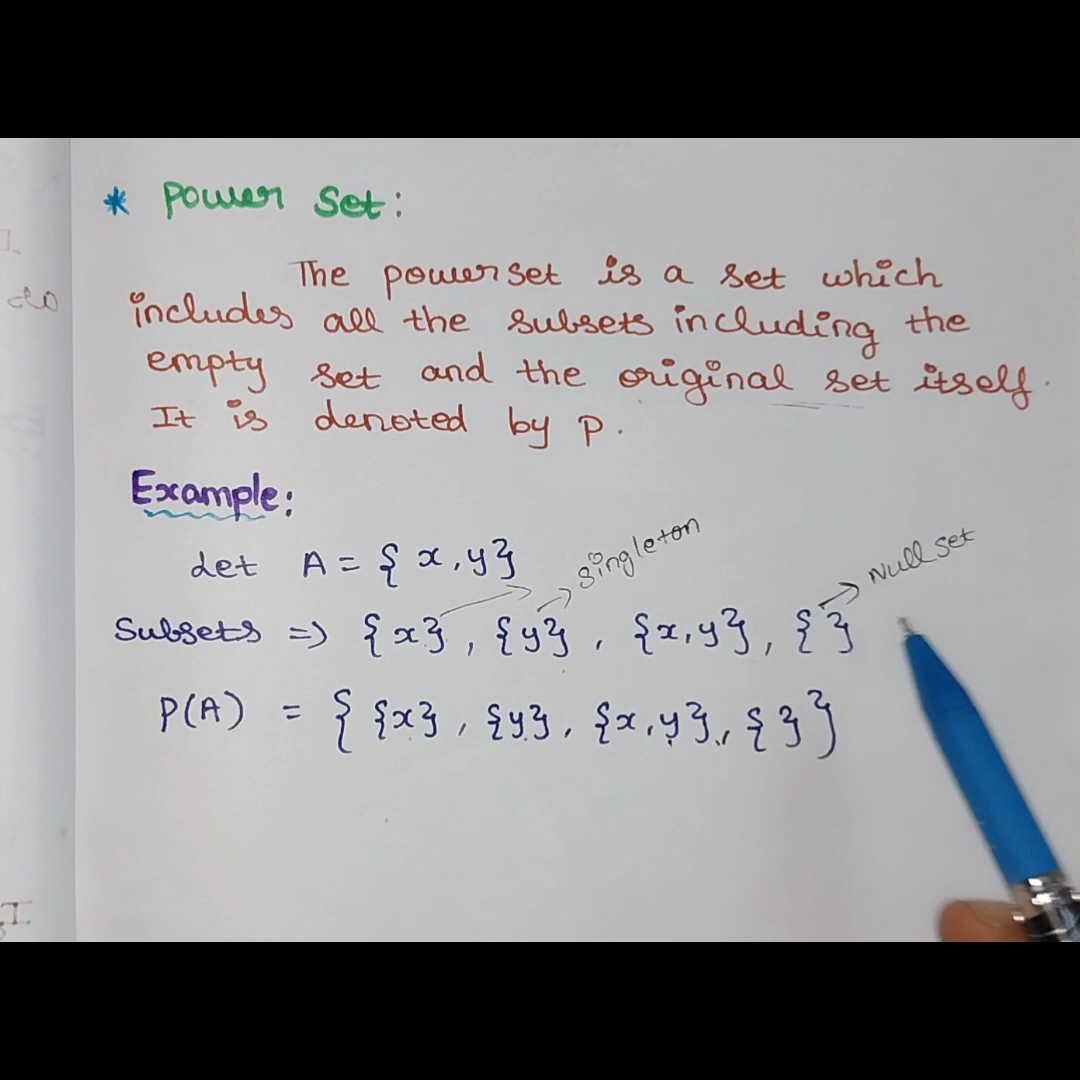 * Power Set:
The powerset is a set which
includes all the subsets including the
empty set and the original set itself.
It is denoted by P.
Example:
Let A = { x, y }
singleton
Null set
Subsets => {x}, {y}, {x,y}, { }
P(A) = { {x}, {y}, {x,y}, { } }